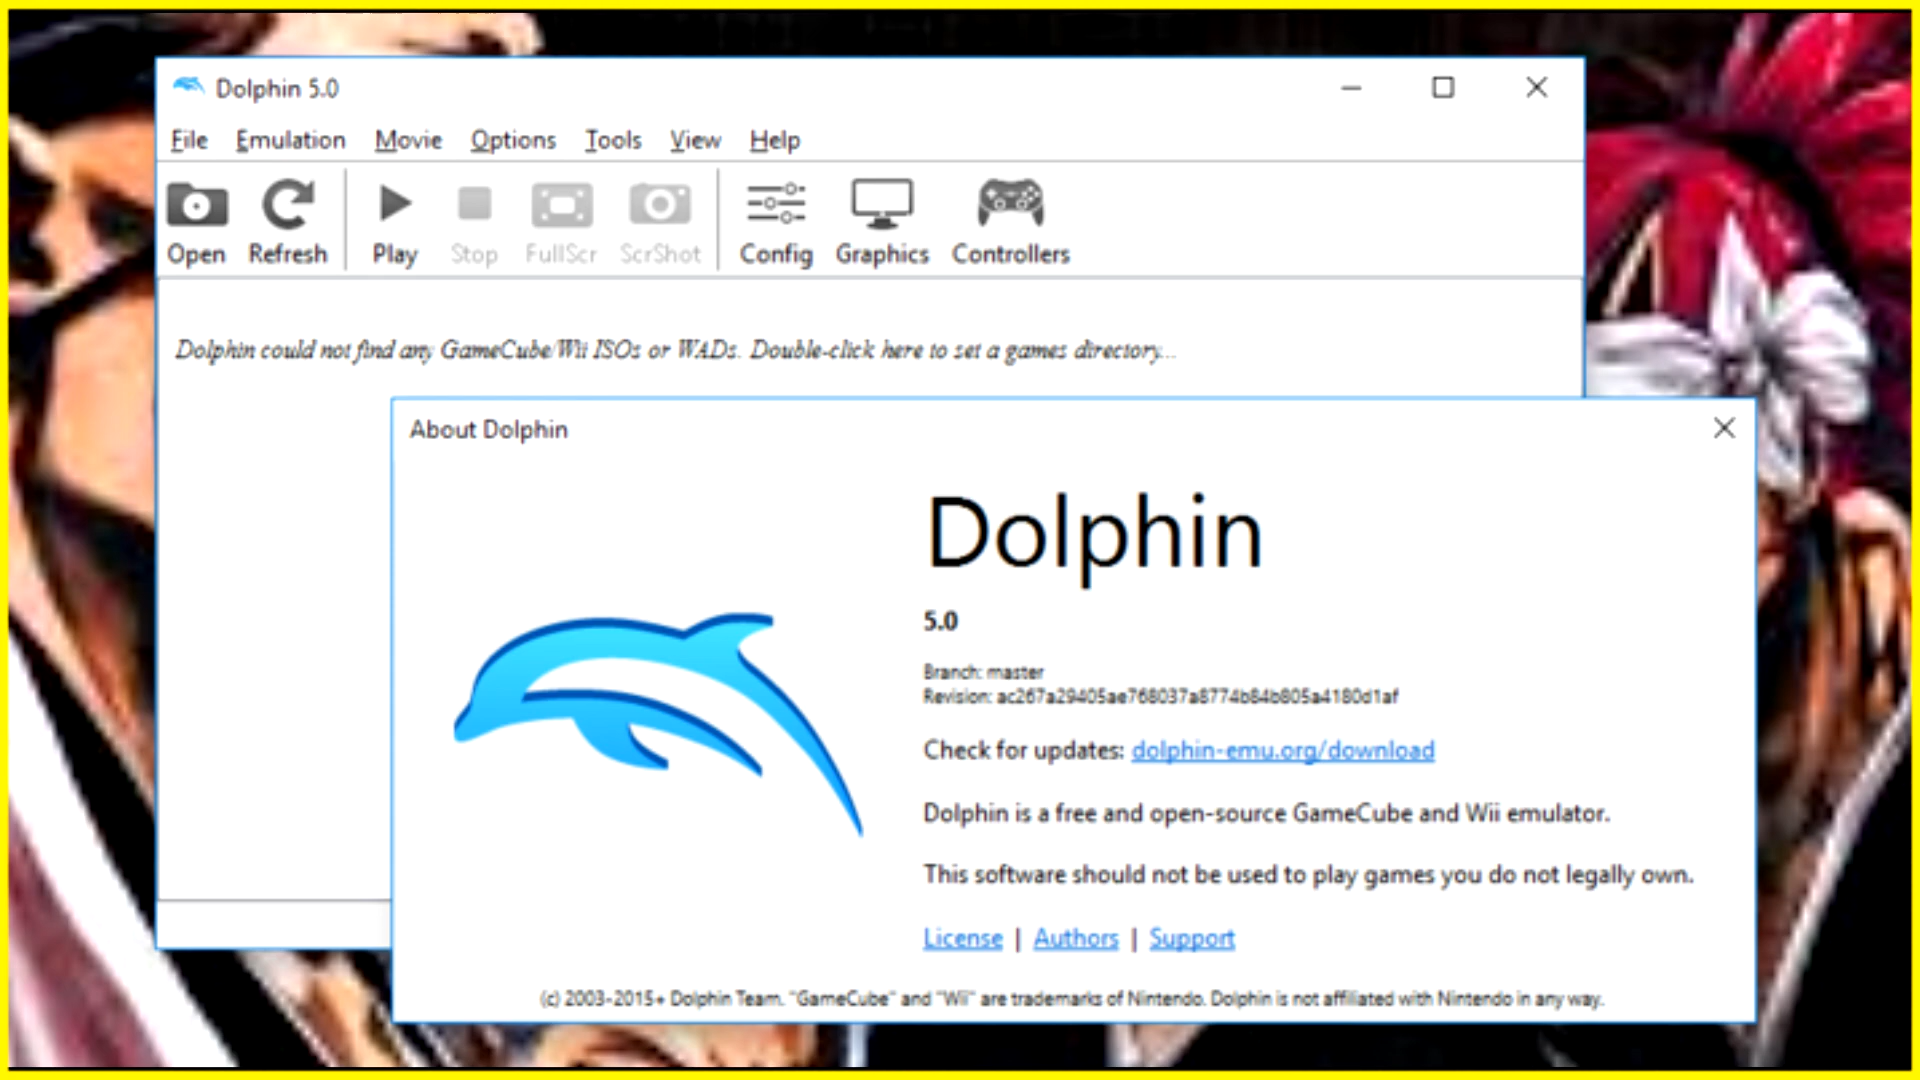 Dolphin 5.0
File Emulation Movie Options Tools View Help
Open Refresh Play Stop FullScr ScrShot Config Graphics Controllers
Dolphin could not find any GameCube/Wii ISOs or WADs. Double-click here to set a games directory...
About Dolphin
Dolphin
5.0
Branch: master
Revision: ac267a29405ae768037a8774b84b805a4180d1af
Check for updates: dolphin-emu.org/download
Dolphin is a free and open-source GameCube and Wii emulator.
This software should not be used to play games you do not legally own.
License | Authors | Support
(c) 2003-2015+ Dolphin Team. "GameCube" and "Wii" are trademarks of Nintendo. Dolphin is not affiliated with Nintendo in any way.